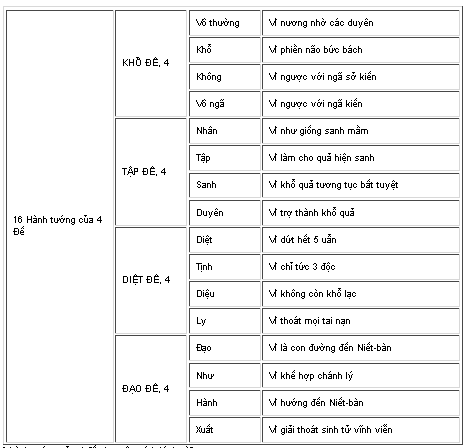 16 Hành tướng của 4
Đế
KHỔ ĐẾ, 4
Vô thường
Vì nương nhờ các duyên
Khổ
Vì phiền não bức bách
Không
Vì ngược với ngã sở kiến
Vô ngã
Vì ngược với ngã kiến
TẬP ĐẾ, 4
Nhân
Vì như giống sanh mầm
Tập
Vì làm cho quả hiện sanh
Sanh
Vì khổ quả tương tục bất tuyệt
Duyên
Vì trợ thành khổ quả
DIỆT ĐẾ, 4
Diệt
Vì dứt hết 5 uẩn
Tịnh
Vì chỉ tức 3 độc
Diệu
Vì không còn khổ lạc
Ly
Vì thoát mọi tai nạn
ĐẠO ĐẾ, 4
Đạo
Vì là con đường đến Niết-bàn
Như
Vì khế hợp chánh lý
Hành
Vì hướng đến Niết-bàn
Xuất
Vì giải thoát sinh tử vĩnh viễn